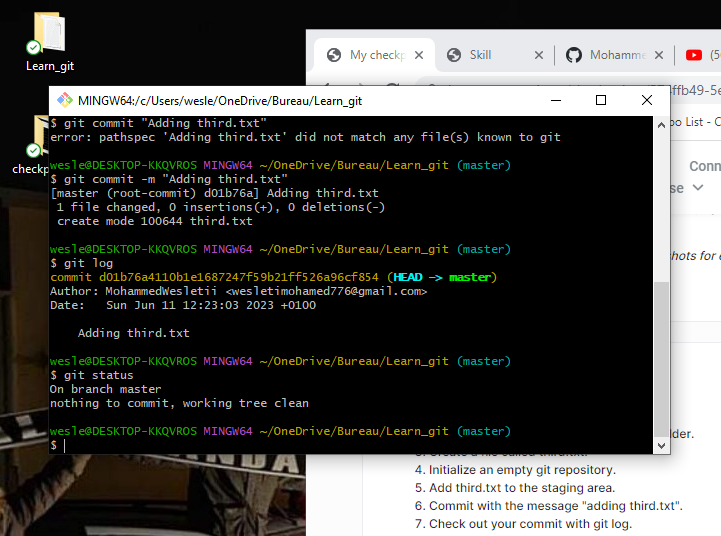 Learn_git
My checkp
Skill
Mohamme
(5
ffb49-5e
MINGW64:/c/Users/wesle/OneDrive/Bureau/Learn_git
$ git commit "Adding third.txt"
error: pathspec 'Adding third.txt' did not match any file(s) known to git
wesle@DESKTOP-KKQVROS MINGW64 ~/OneDrive/Bureau/Learn_git (master)
$ git commit -m "Adding third.txt"
[master (root-commit) d01b76a] Adding third.txt
1 file changed, 0 insertions(+), 0 deletions(-)
create mode 100644 third.txt
wesle@DESKTOP-KKQVROS MINGW64 ~/OneDrive/Bureau/Learn_git (master)
$ git log
commit d01b76a4110b1e1687247f59b21ff526a96cf854 (HEAD -> master)
Author: MohammedWesletii <wesletimohamed776@gmail.com>
Date: Sun Jun 11 12:23:03 2023 +0100
Adding third.txt
wesle@DESKTOP-KKQVROS MINGW64 ~/OneDrive/Bureau/Learn_git (master)
$ git status
On branch master
nothing to commit, working tree clean
wesle@DESKTOP-KKQVROS MINGW64 ~/OneDrive/Bureau/Learn_git (master)
$
checkp
List - C
Conn
se
shots for e
der.
4. Initialize an empty git repository.
5. Add third.txt to the staging area.
6. Commit with the message "adding third.txt".
7. Check out your commit with git log.